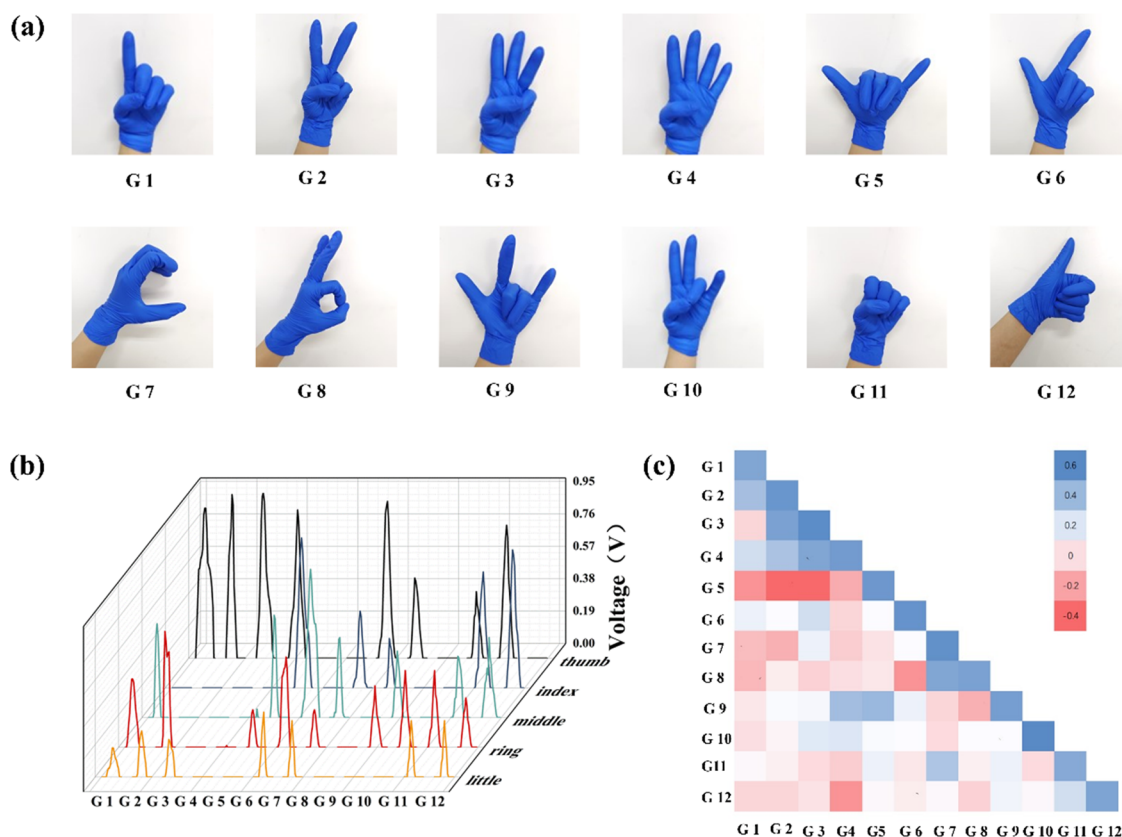 (a)
G 1 G 2 G 3 G 4 G 5 G 6
G 7 G 8 G 9 G 10 G 11 G 12
(b)
0.95
0.76
0.57
0.38
0.19
0.00
Voltage（V）
thumb
index
middle
ring
little
G 1 G 2 G 3 G 4 G 5 G 6 G 7 G 8 G 9 G 10 G 11 G 12
(c)
G 1
G 2
G 3
G 4
G 5
G 6
G 7
G 8
G 9
G 10
G11
G 12
0.6
0.4
0.2
0
-0.2
-0.4
G 1 G 2 G 3 G4 G5 G 6 G 7 G 8 G 9 G 10 G 11 G 12